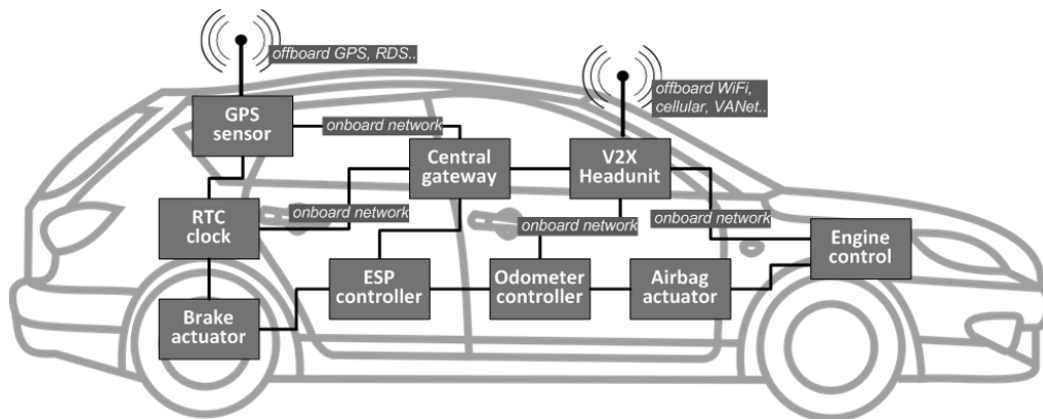 offboard GPS, RDS..
offboard WiFi,
cellular, VANet..
GPS
sensor
onboard network
Central
gateway
V2X
Headunit
RTC
clock
onboard network
onboard network
onboard network
Engine
control
ESP
controller
Odometer
controller
Airbag
actuator
Brake
actuator